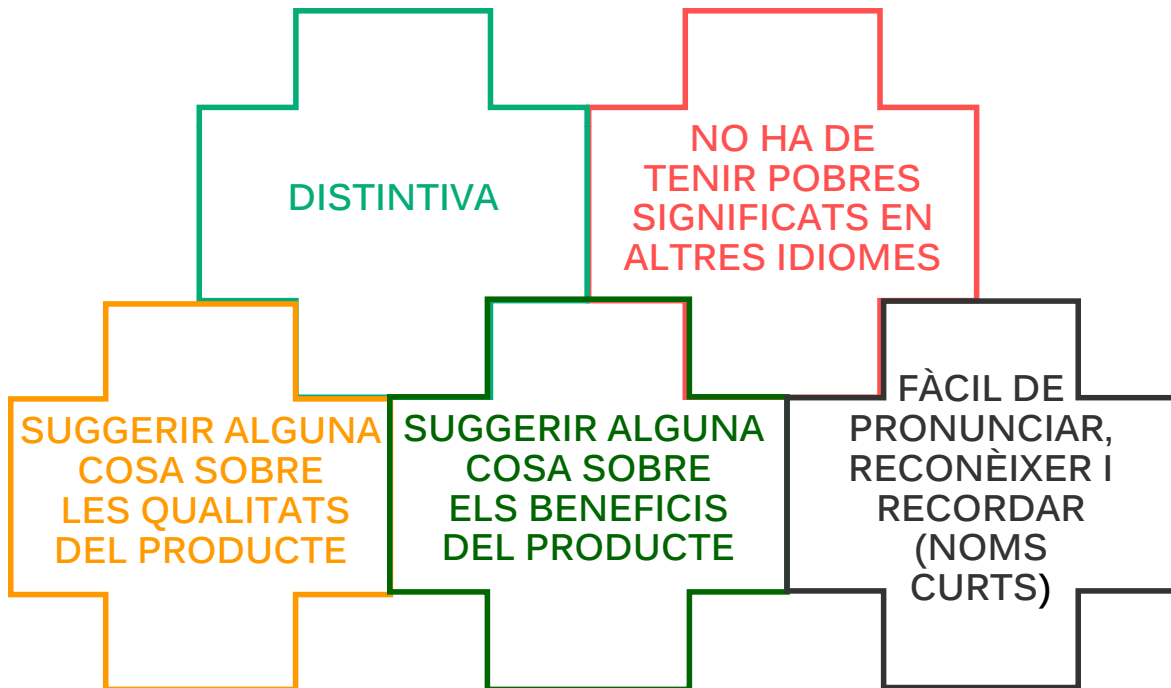 DISTINTIVA
NO HA DE
TENIR POBRES
SIGNIFICATS EN
ALTRES IDIOMES
SUGGERIR ALGUNA
COSA SOBRE
LES QUALITATS
DEL PRODUCTE
SUGGERIR ALGUNA
COSA SOBRE
ELS BENEFICIS
DEL PRODUCTE
FÀCIL DE
PRONUNCIAR,
RECONÈIXER I
RECORDAR
(NOMS
CURTS)